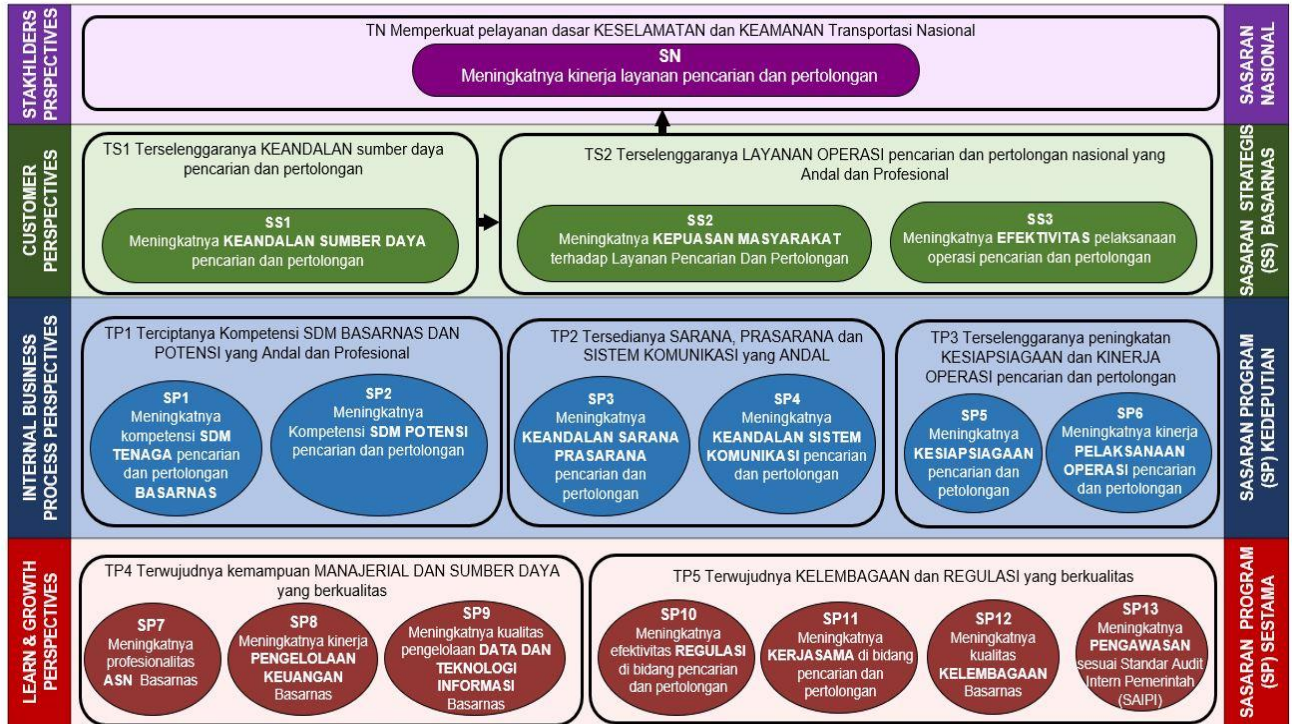 STAKHLDERS
PRSPECTIVES
TN Memperkuat pelayanan dasar KESELAMATAN dan KEAMANAN Transportasi Nasional
SN
Meningkatnya kinerja layanan pencarian dan pertolongan
SASARAN
NASIONAL
CUSTOMER
PERSPECTIVES
TS1 Terselenggaranya KEANDALAN sumber daya
pencarian dan pertolongan
SS1
Meningkatnya KEANDALAN SUMBER DAYA
pencarian dan pertolongan
TS2 Terselenggaranya LAYANAN OPERASI pencarian dan pertolongan nasional yang
Andal dan Profesional
SS2
Meningkatnya KEPUASAN MASYARAKAT
terhadap Layanan Pencarian Dan Pertolongan
SS3
Meningkatnya EFEKTIVITAS pelaksanaan
operasi pencarian dan pertolongan
SASARAN STRATEGIS
(SS) BASARNAS
INTERNAL BUSINESS
PROCESS PERSPECTIVES
TP1 Terciptanya Kompetensi SDM BASARNAS DAN
POTENSI yang Andal dan Profesional
SP1
Meningkatnya
kompetensi SDM
TENAGA pencarian
dan pertolongan
BASARNAS
SP2
Meningkatnya
Kompetensi SDM POTENSI
pencarian dan pertolongan
TP2 Tersedianya SARANA, PRASARANA dan
SISTEM KOMUNIKASI yang ANDAL
SP3
Meningkatnya
KEANDALAN SARANA
PRASARANA
pencarian dan
pertolongan
SP4
Meningkatnya
KEANDALAN SISTEM
KOMUNIKASI pencarian
dan pertolongan
TP3 Terselenggaranya peningkatan
KESIAPSIAGAAN dan KINERJA
OPERASI pencarian dan pertolongan
SP5
Meningkatnya
KESIAPSIAGAAN
pencarian dan
petolongan
SP6
Meningkatnya kinerja
PELAKSANAAN
OPERASI pencarian
dan pertolongan
SASARAN PROGRAM
(SP) KEDEPUTIAN
LEARN & GROWTH
PERSPECTIVES
TP4 Terwujudnya kemampuan MANAJERIAL DAN SUMBER DAYA
yang berkualitas
SP7
Meningkatnya
profesionalitas
ASN Basarnas
SP8
Meningkatnya kinerja
PENGELOLAAN
KEUANGAN
Basarnas
SP9
Meningkatnya kualitas
pengelolaan DATA DAN
TEKNOLOGI
INFORMASI
Basarnas
TP5 Terwujudnya KELEMBAGAAN dan REGULASI yang berkualitas
SP10
Meningkatnya
efektivitas REGULASI
di bidang pencarian
dan pertolongan
SP11
Meningkatnya
KERJASAMA di bidang
pencarian dan
pertolongan
SP12
Meningkatnya
kualitas
KELEMBAGAAN
Basarnas
SP13
Meningkatnya
PENGAWASAN
sesuai Standar Audit
Intern Pemerintah
(SAIPI)
SASARAN PROGRAM
(SP) SESTAMA